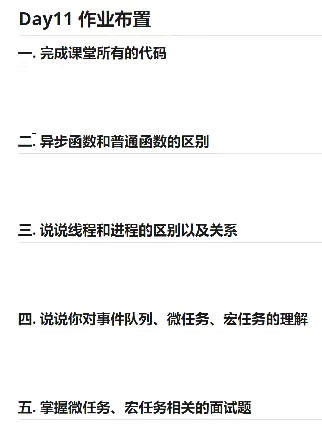 Day11 作业布置
一. 完成课堂所有的代码
二. 异步函数和普通函数的区别
三. 说说线程和进程的区别以及关系
四. 说说你对事件队列、微任务、宏任务的理解
五. 掌握微任务、宏任务相关的面试题